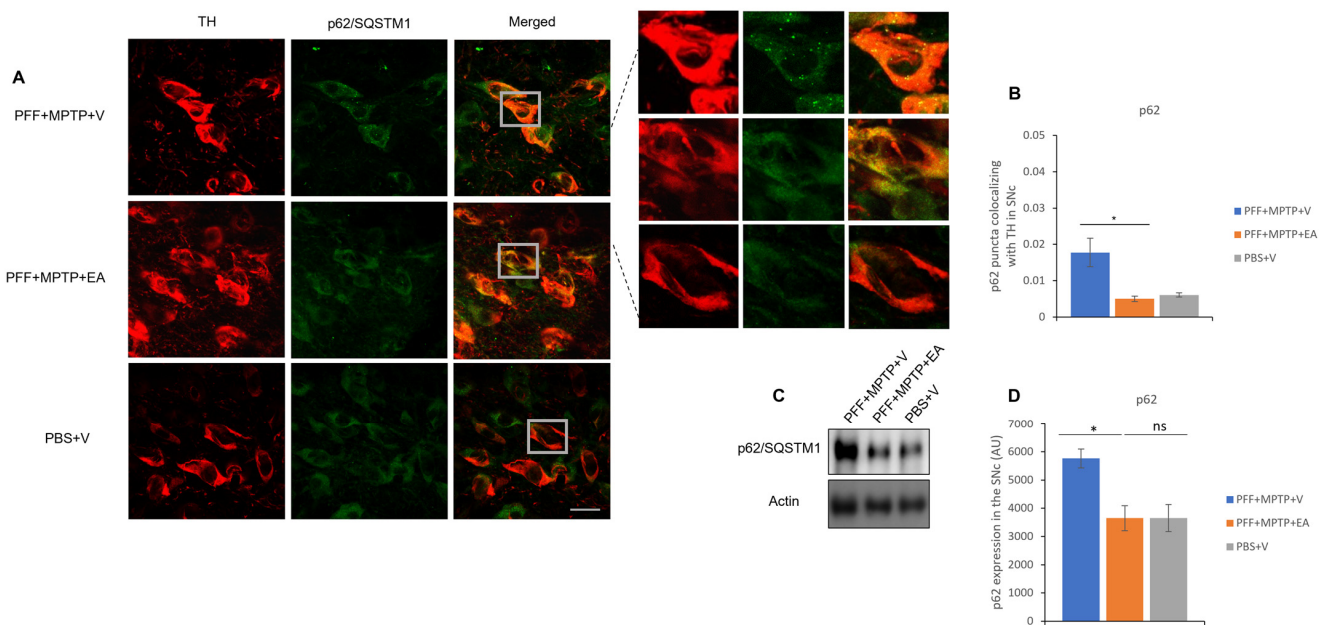 A
TH
p62/SQSTM1
Merged
PFF+MPTP+V
PFF+MPTP+EA
PBS+V
B
p62
p62 puncta colocalizing
with TH in SNc
0.05
0.04
0.03
0.02
0.01
0
*
PFF+MPTP+V
PFF+MPTP+EA
PBS+V
C
PFF+MPTP+V
PFF+MPTP+EA
PBS+V
p62/SQSTM1
Actin
D
p62
p62 expression in the SNc (AU)
7000
6000
5000
4000
3000
2000
1000
0
*
ns
PFF+MPTP+V
PFF+MPTP+EA
PBS+V